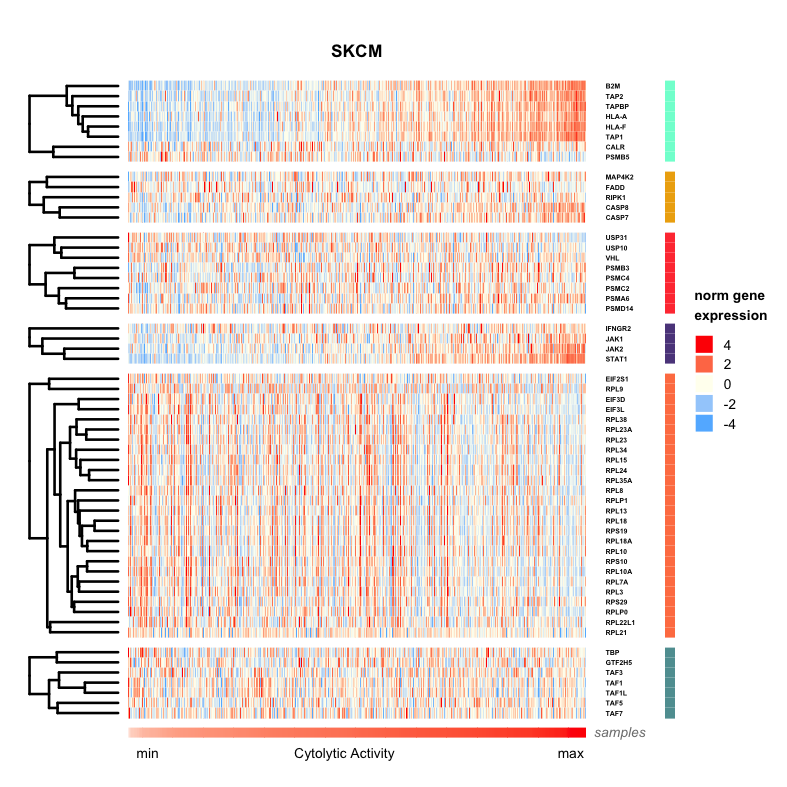 SKCM
B2M
TAP2
TAPBP
HLA-A
HLA-F
TAP1
CALR
PSMB5
MAP4K2
FADD
RIPK1
CASP8
CASP7
USP31
USP10
VHL
PSMB3
PSMC4
PSMC2
PSMA6
PSMD14
IFNGR2
JAK1
JAK2
STAT1
EIF2S1
RPL9
EIF3D
EIF3L
RPL38
RPL23A
RPL23
RPL34
RPL15
RPL24
RPL35A
RPL8
RPLP1
RPL13
RPL18
RPS19
RPL18A
RPL10
RPS10
RPL10A
RPL7A
RPL3
RPS29
RPLP0
RPL22L1
RPL21
TBP
GTF2H5
TAF3
TAF1
TAF1L
TAF5
TAF7
norm gene
expression
4
2
0
-2
-4
samples
min Cytolytic Activity max